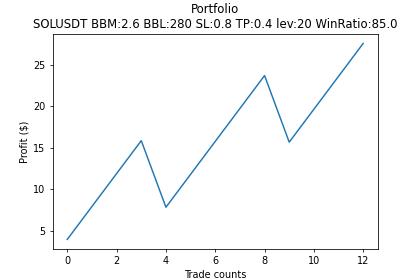 Portfolio
SOLUSDT BBM:2.6 BBL:280 SL:0.8 TP:0.4 lev:20 WinRatio:85.0
25
20
15
10
5
Profit ($)
0 2 4 6 8 10 12
Trade counts